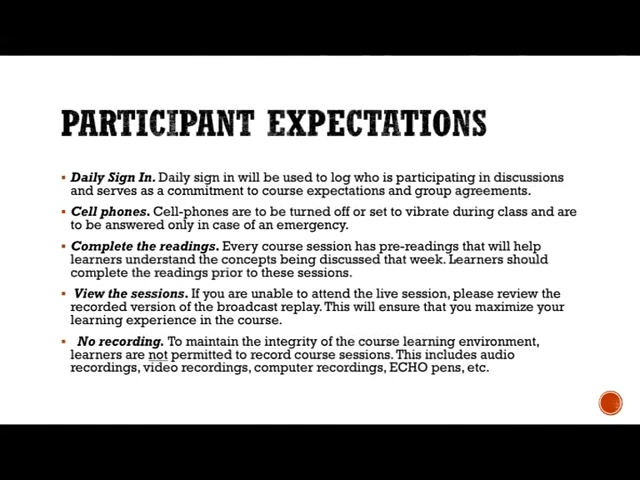 PARTICIPANT EXPECTATIONS
▪ Daily Sign In. Daily sign in will be used to log who is participating in discussions
and serves as a commitment to course expectations and group agreements.
▪ Cell phones. Cell-phones are to be turned off or set to vibrate during class and are
to be answered only in case of an emergency.
▪ Complete the readings. Every course session has pre-readings that will help
learners understand the concepts being discussed that week. Learners should
complete the readings prior to these sessions.
▪ View the sessions. If you are unable to attend the live session, please review the
recorded version of the broadcast replay. This will ensure that you maximize your
learning experience in the course.
▪ No recording. To maintain the integrity of the course learning environment,
learners are not permitted to record course sessions. This includes audio
recordings, video recordings, computer recordings, ECHO pens, etc.